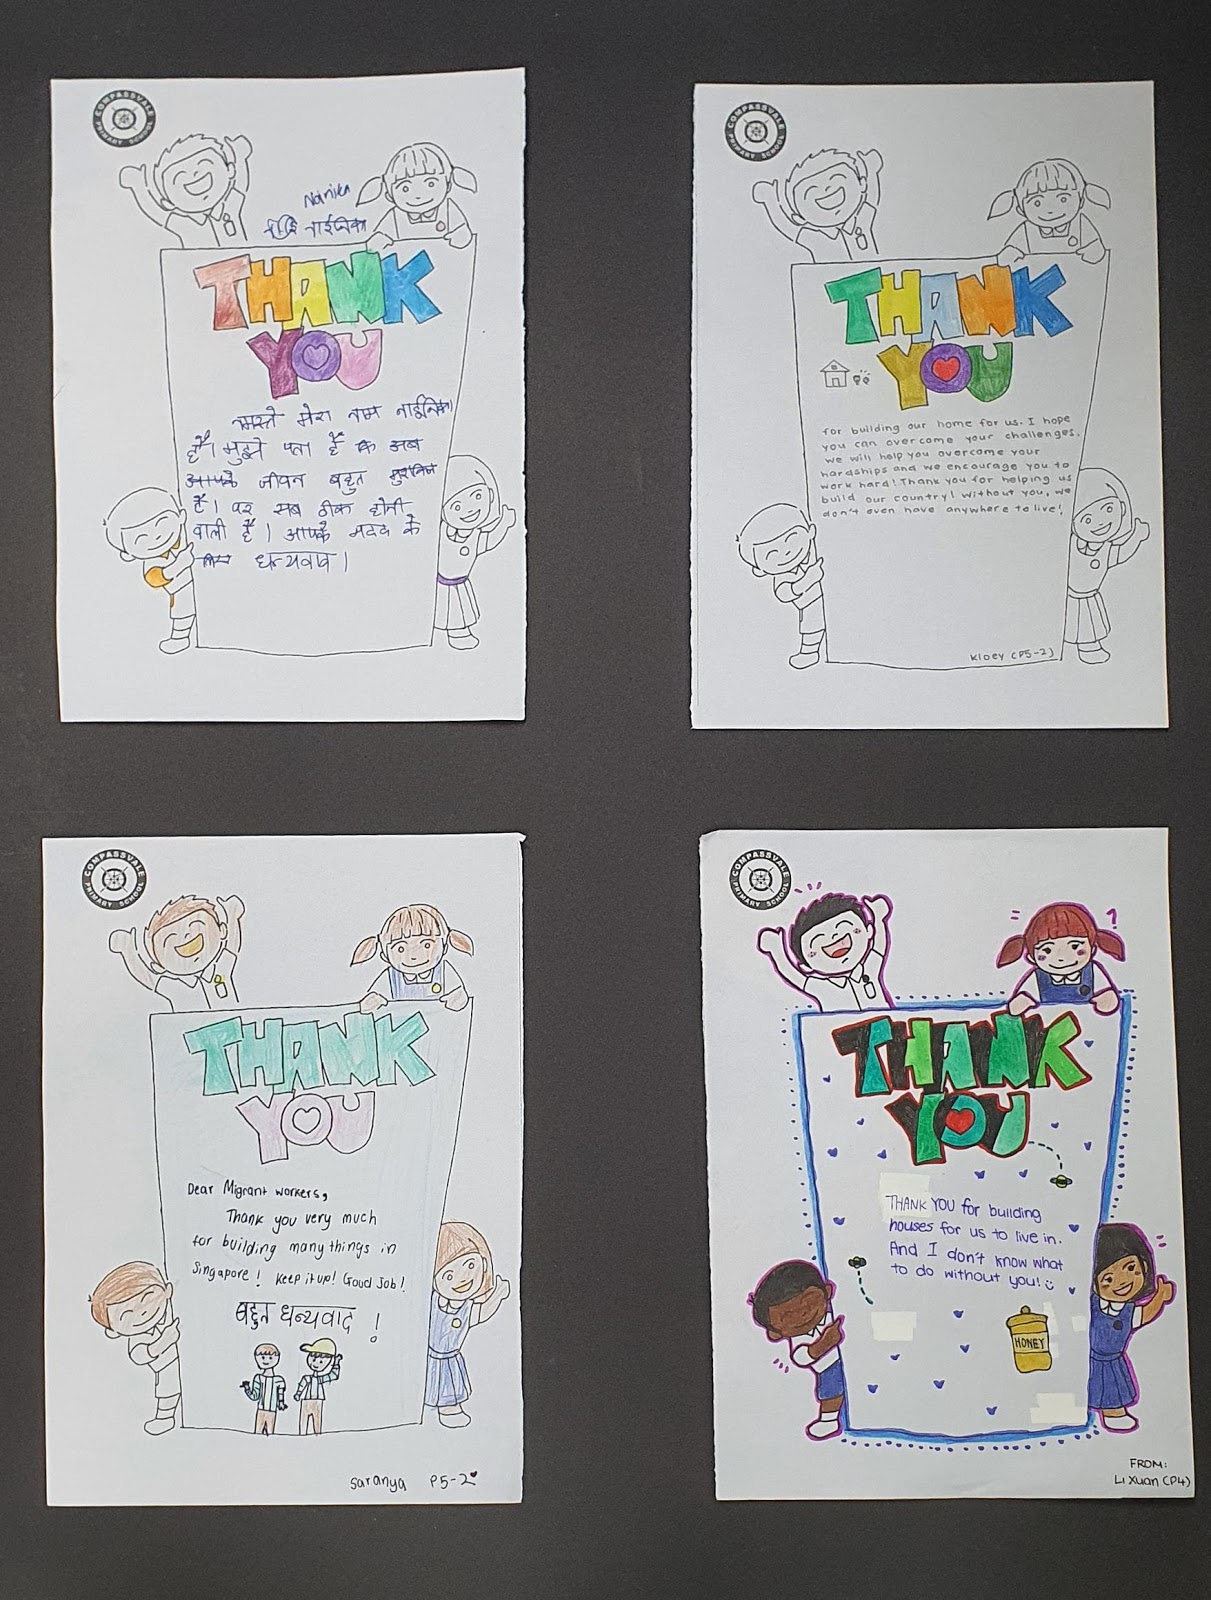 COMPASSVALE PRIMARY SCHOOL
Nainika
नाईनिका
THANK
YOU
नमस्ते मेरा नाम नाईनिका
है। मुझे पता है कि अब
आपके जीवन बहुत मुश्किल
है। पर सब ठीक होनी
वाली है। आपके मदद के
लिए धन्यवाद।
COMPASSVALE PRIMARY SCHOOL
THANK
YOU
for building our home for us. I hope
you can overcome your challenges.
we will help you overcome your
hardships and we encourage you to
work hard! Thank you for helping us
build our country! without you, we
don't even have anywhere to live!
Kloey (P5-2)
COMPASSVALE PRIMARY SCHOOL
THANK
YOU
Dear Migrant workers,
Thank you very much
for building many things in
Singapore! keep it up! Good Job!
बहुत धन्यवाद !
Saranya P5-2
COMPASSVALE PRIMARY SCHOOL
THANK
YOU
THANK YOU for building
houses for us to live in.
And I don't know what
to do without you!
HONEY
FROM:
Li Xuan (P4)